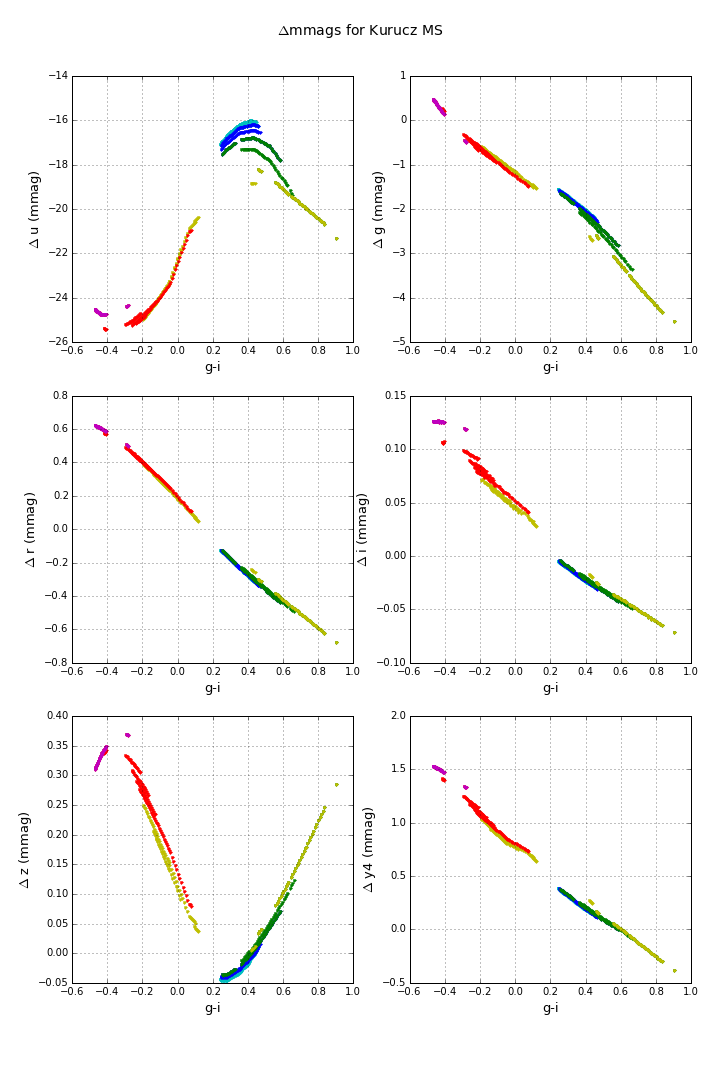 Δmmags for Kurucz MS
−14
−16
−18
−20
−22
−24
−26
Δ u (mmag)
−0.6 −0.4 −0.2 0.0 0.2 0.4 0.6 0.8 1.0
g-i
1
0
−1
−2
−3
−4
−5
Δ g (mmag)
−0.6 −0.4 −0.2 0.0 0.2 0.4 0.6 0.8 1.0
g-i
0.8
0.6
0.4
0.2
0.0
−0.2
−0.4
−0.6
−0.8
Δ r (mmag)
−0.6 −0.4 −0.2 0.0 0.2 0.4 0.6 0.8 1.0
g-i
0.15
0.10
0.05
0.00
−0.05
−0.10
Δ i (mmag)
−0.6 −0.4 −0.2 0.0 0.2 0.4 0.6 0.8 1.0
g-i
0.40
0.35
0.30
0.25
0.20
0.15
0.10
0.05
0.00
−0.05
Δ z (mmag)
−0.6 −0.4 −0.2 0.0 0.2 0.4 0.6 0.8 1.0
g-i
2.0
1.5
1.0
0.5
0.0
−0.5
Δ y4 (mmag)
−0.6 −0.4 −0.2 0.0 0.2 0.4 0.6 0.8 1.0
g-i